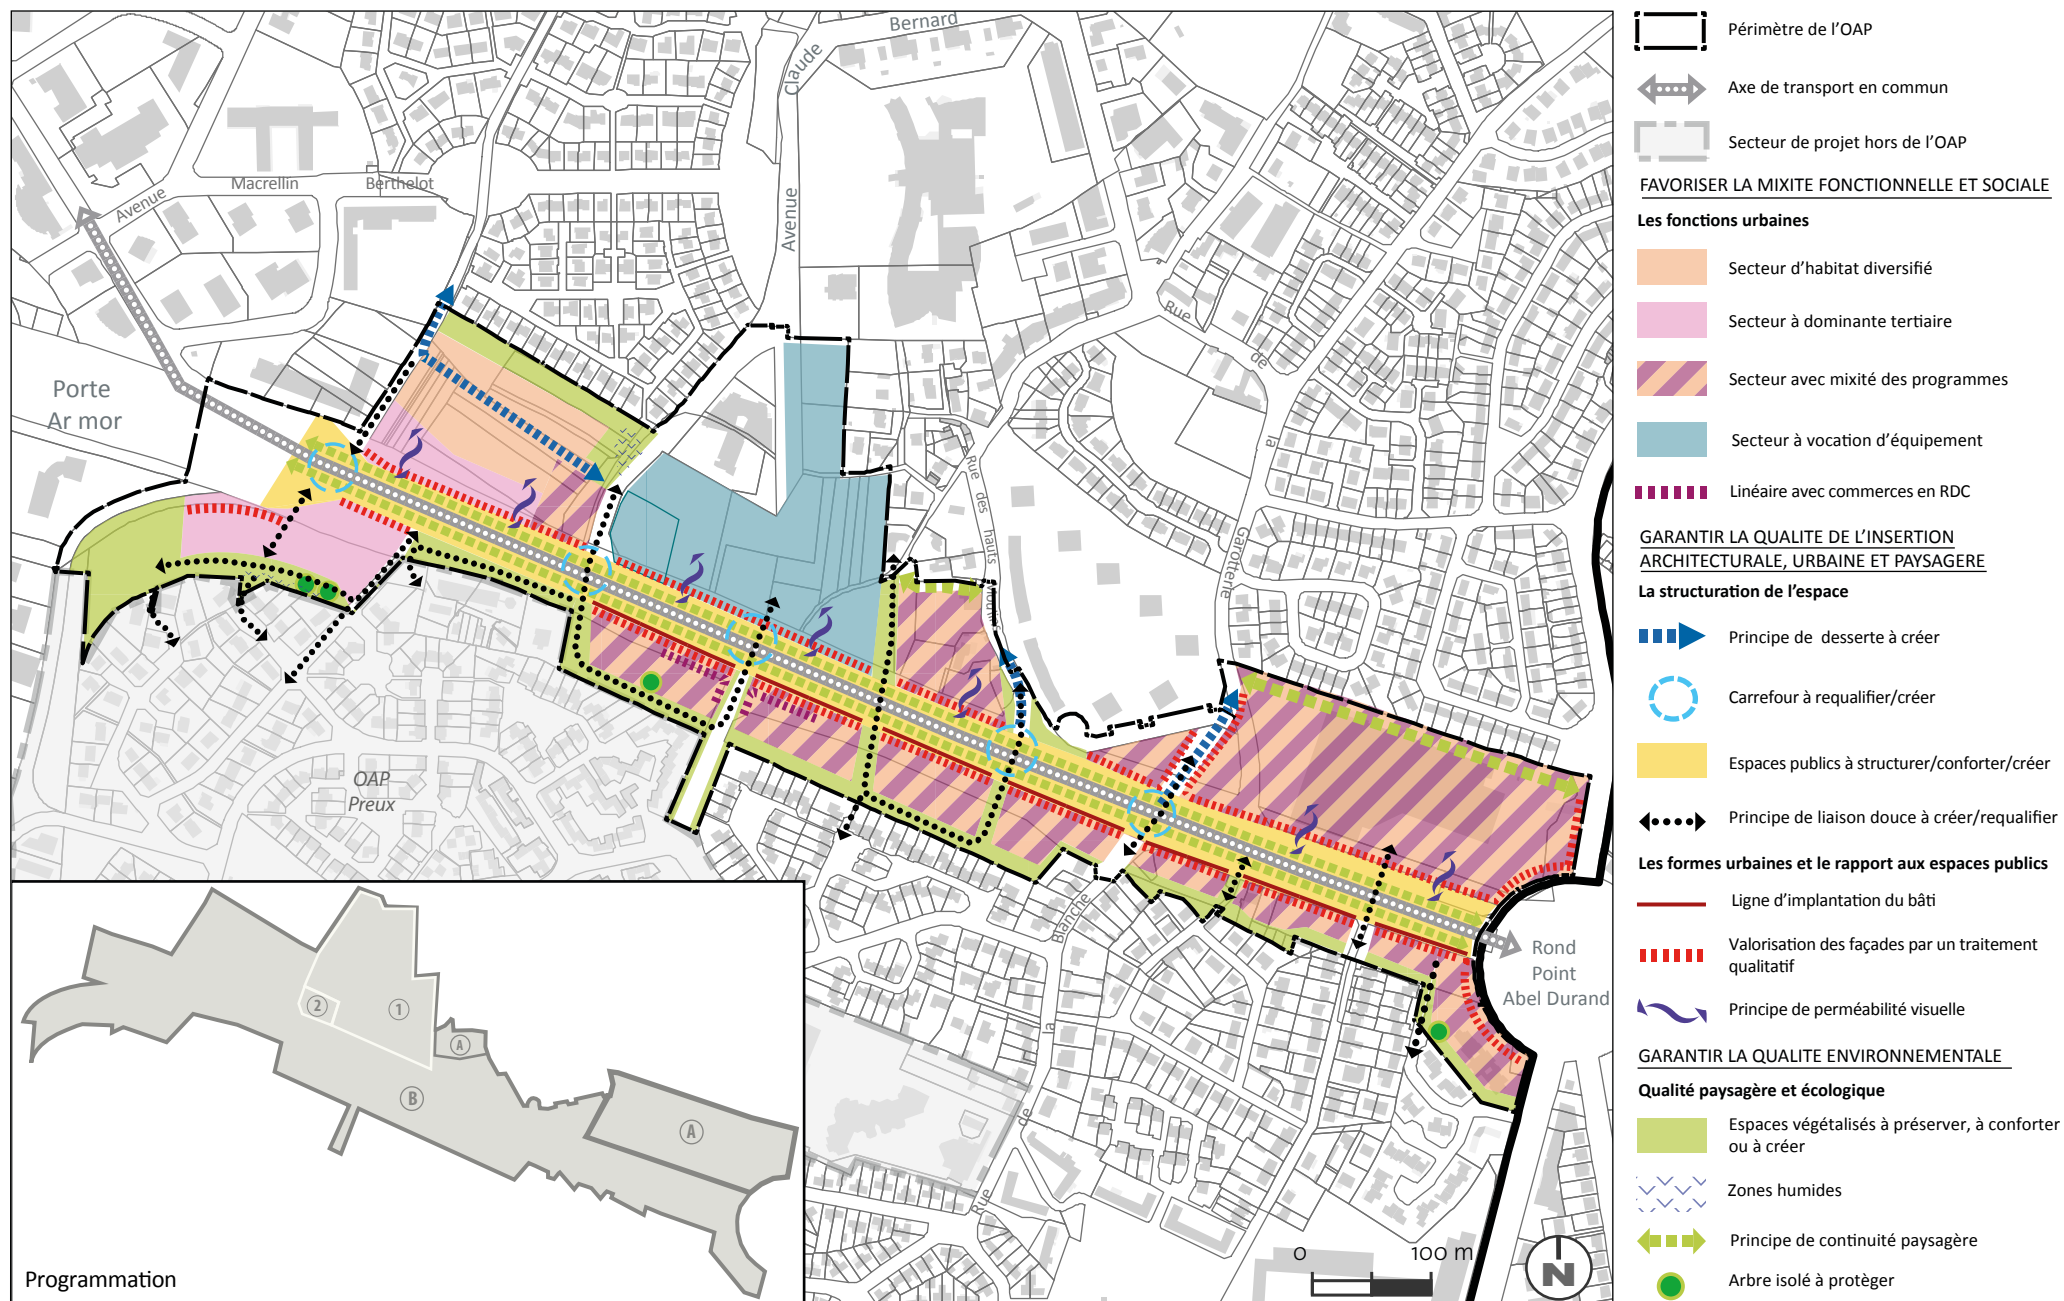 Bernard
Claude
Avenue
Macrellin
Berthelot
Avenue
Rue
de
la
Garotterie
Porte
Ar mor
Rue des hauts
OAP
Preux
Rond
Point
Abel Durand
Blanche
la
de
Rue
0 100 m
N
2
1
A
B
A
Programmation
Périmètre de l'OAP
Axe de transport en commun
Secteur de projet hors de l'OAP
FAVORISER LA MIXITE FONCTIONNELLE ET SOCIALE
Les fonctions urbaines
Secteur d'habitat diversifié
Secteur à dominante tertiaire
Secteur avec mixité des programmes
Secteur à vocation d'équipement
Linéaire avec commerces en RDC
GARANTIR LA QUALITE DE L'INSERTION
ARCHITECTURALE, URBAINE ET PAYSAGERE
La structuration de l'espace
Principe de desserte à créer
Carrefour à requalifier/créer
Espaces publics à structurer/conforter/créer
Principe de liaison douce à créer/requalifier
Les formes urbaines et le rapport aux espaces publics
Ligne d'implantation du bâti
Valorisation des façades par un traitement
qualitatif
Principe de perméabilité visuelle
GARANTIR LA QUALITE ENVIRONNEMENTALE
Qualité paysagère et écologique
Espaces végétalisés à préserver, à conforter
ou à créer
Zones humides
Principe de continuité paysagère
Arbre isolé à protèger